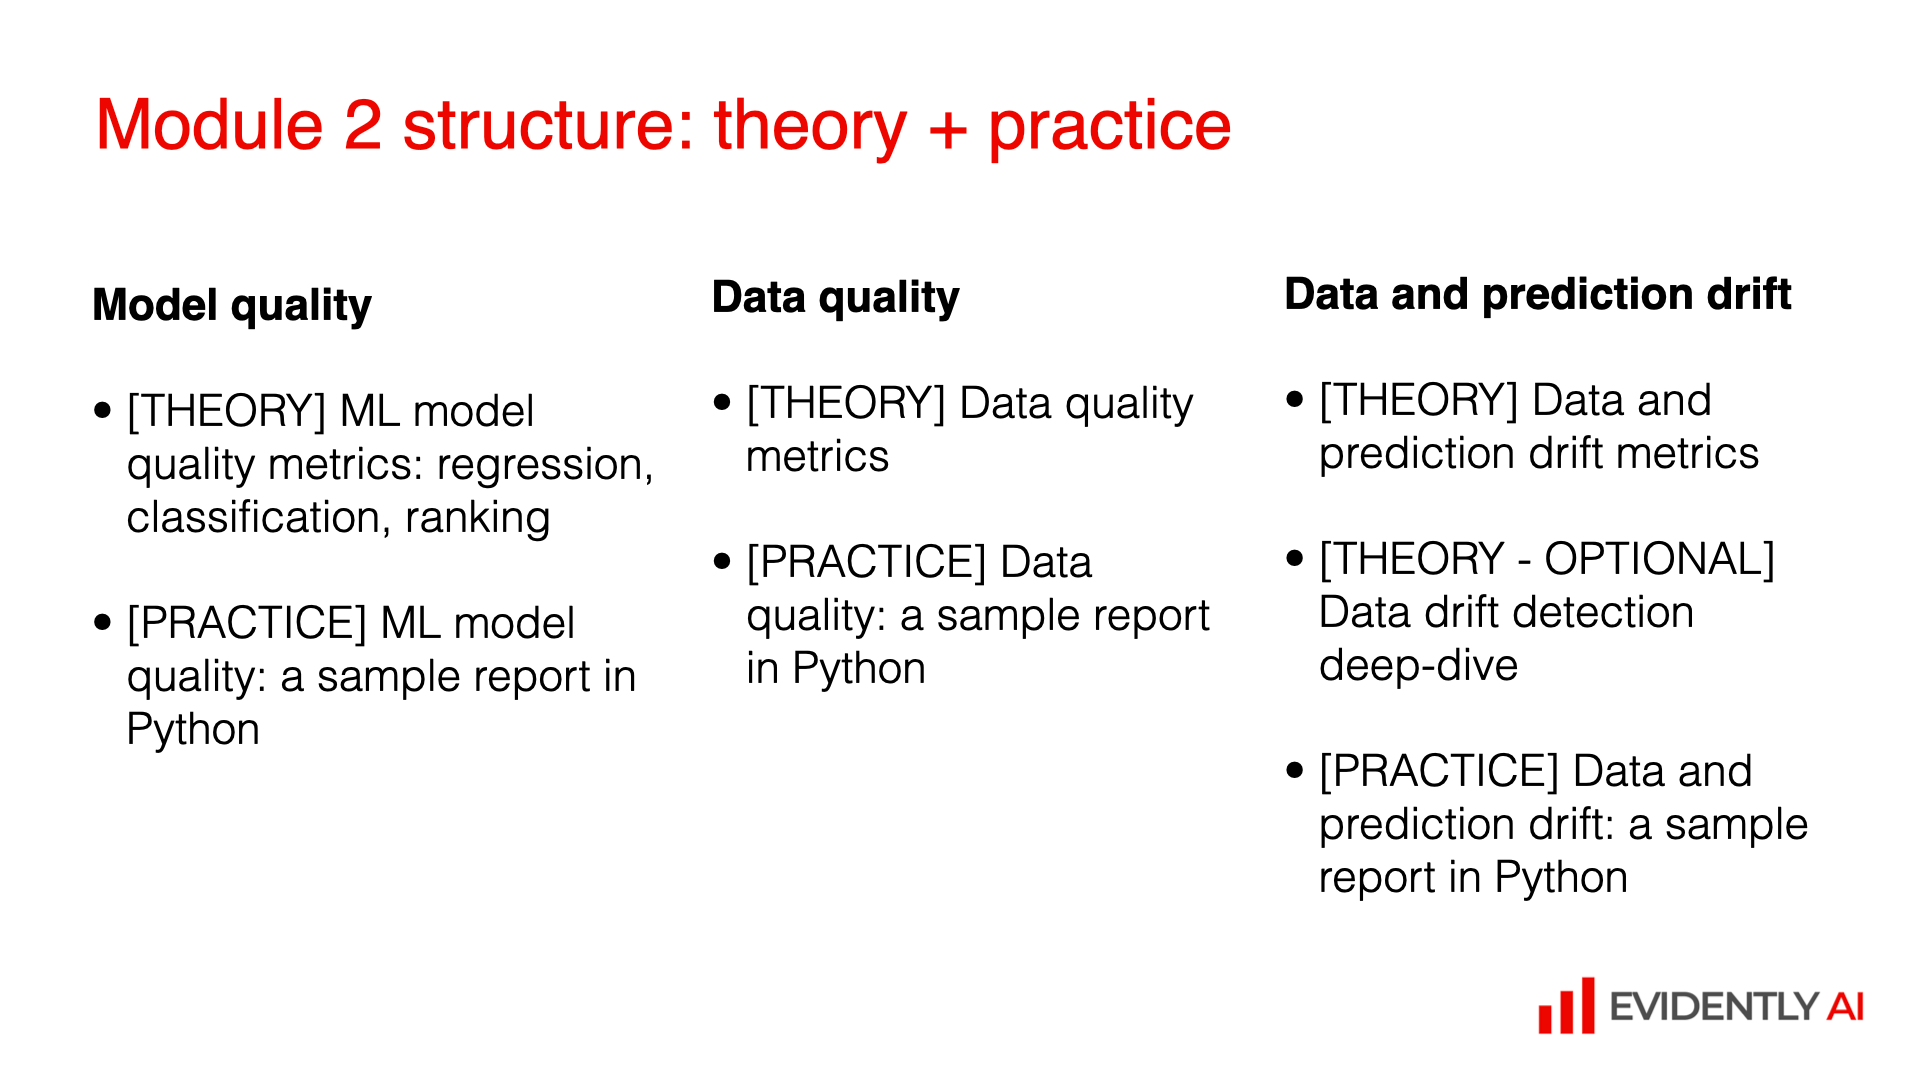 Module 2 structure: theory + practice
Model quality
• [THEORY] ML model
quality metrics: regression,
classification, ranking
• [PRACTICE] ML model
quality: a sample report in
Python
Data quality
• [THEORY] Data quality
metrics
• [PRACTICE] Data
quality: a sample report
in Python
Data and prediction drift
• [THEORY] Data and
prediction drift metrics
• [THEORY - OPTIONAL]
Data drift detection
deep-dive
• [PRACTICE] Data and
prediction drift: a sample
report in Python
EVIDENTLY AI